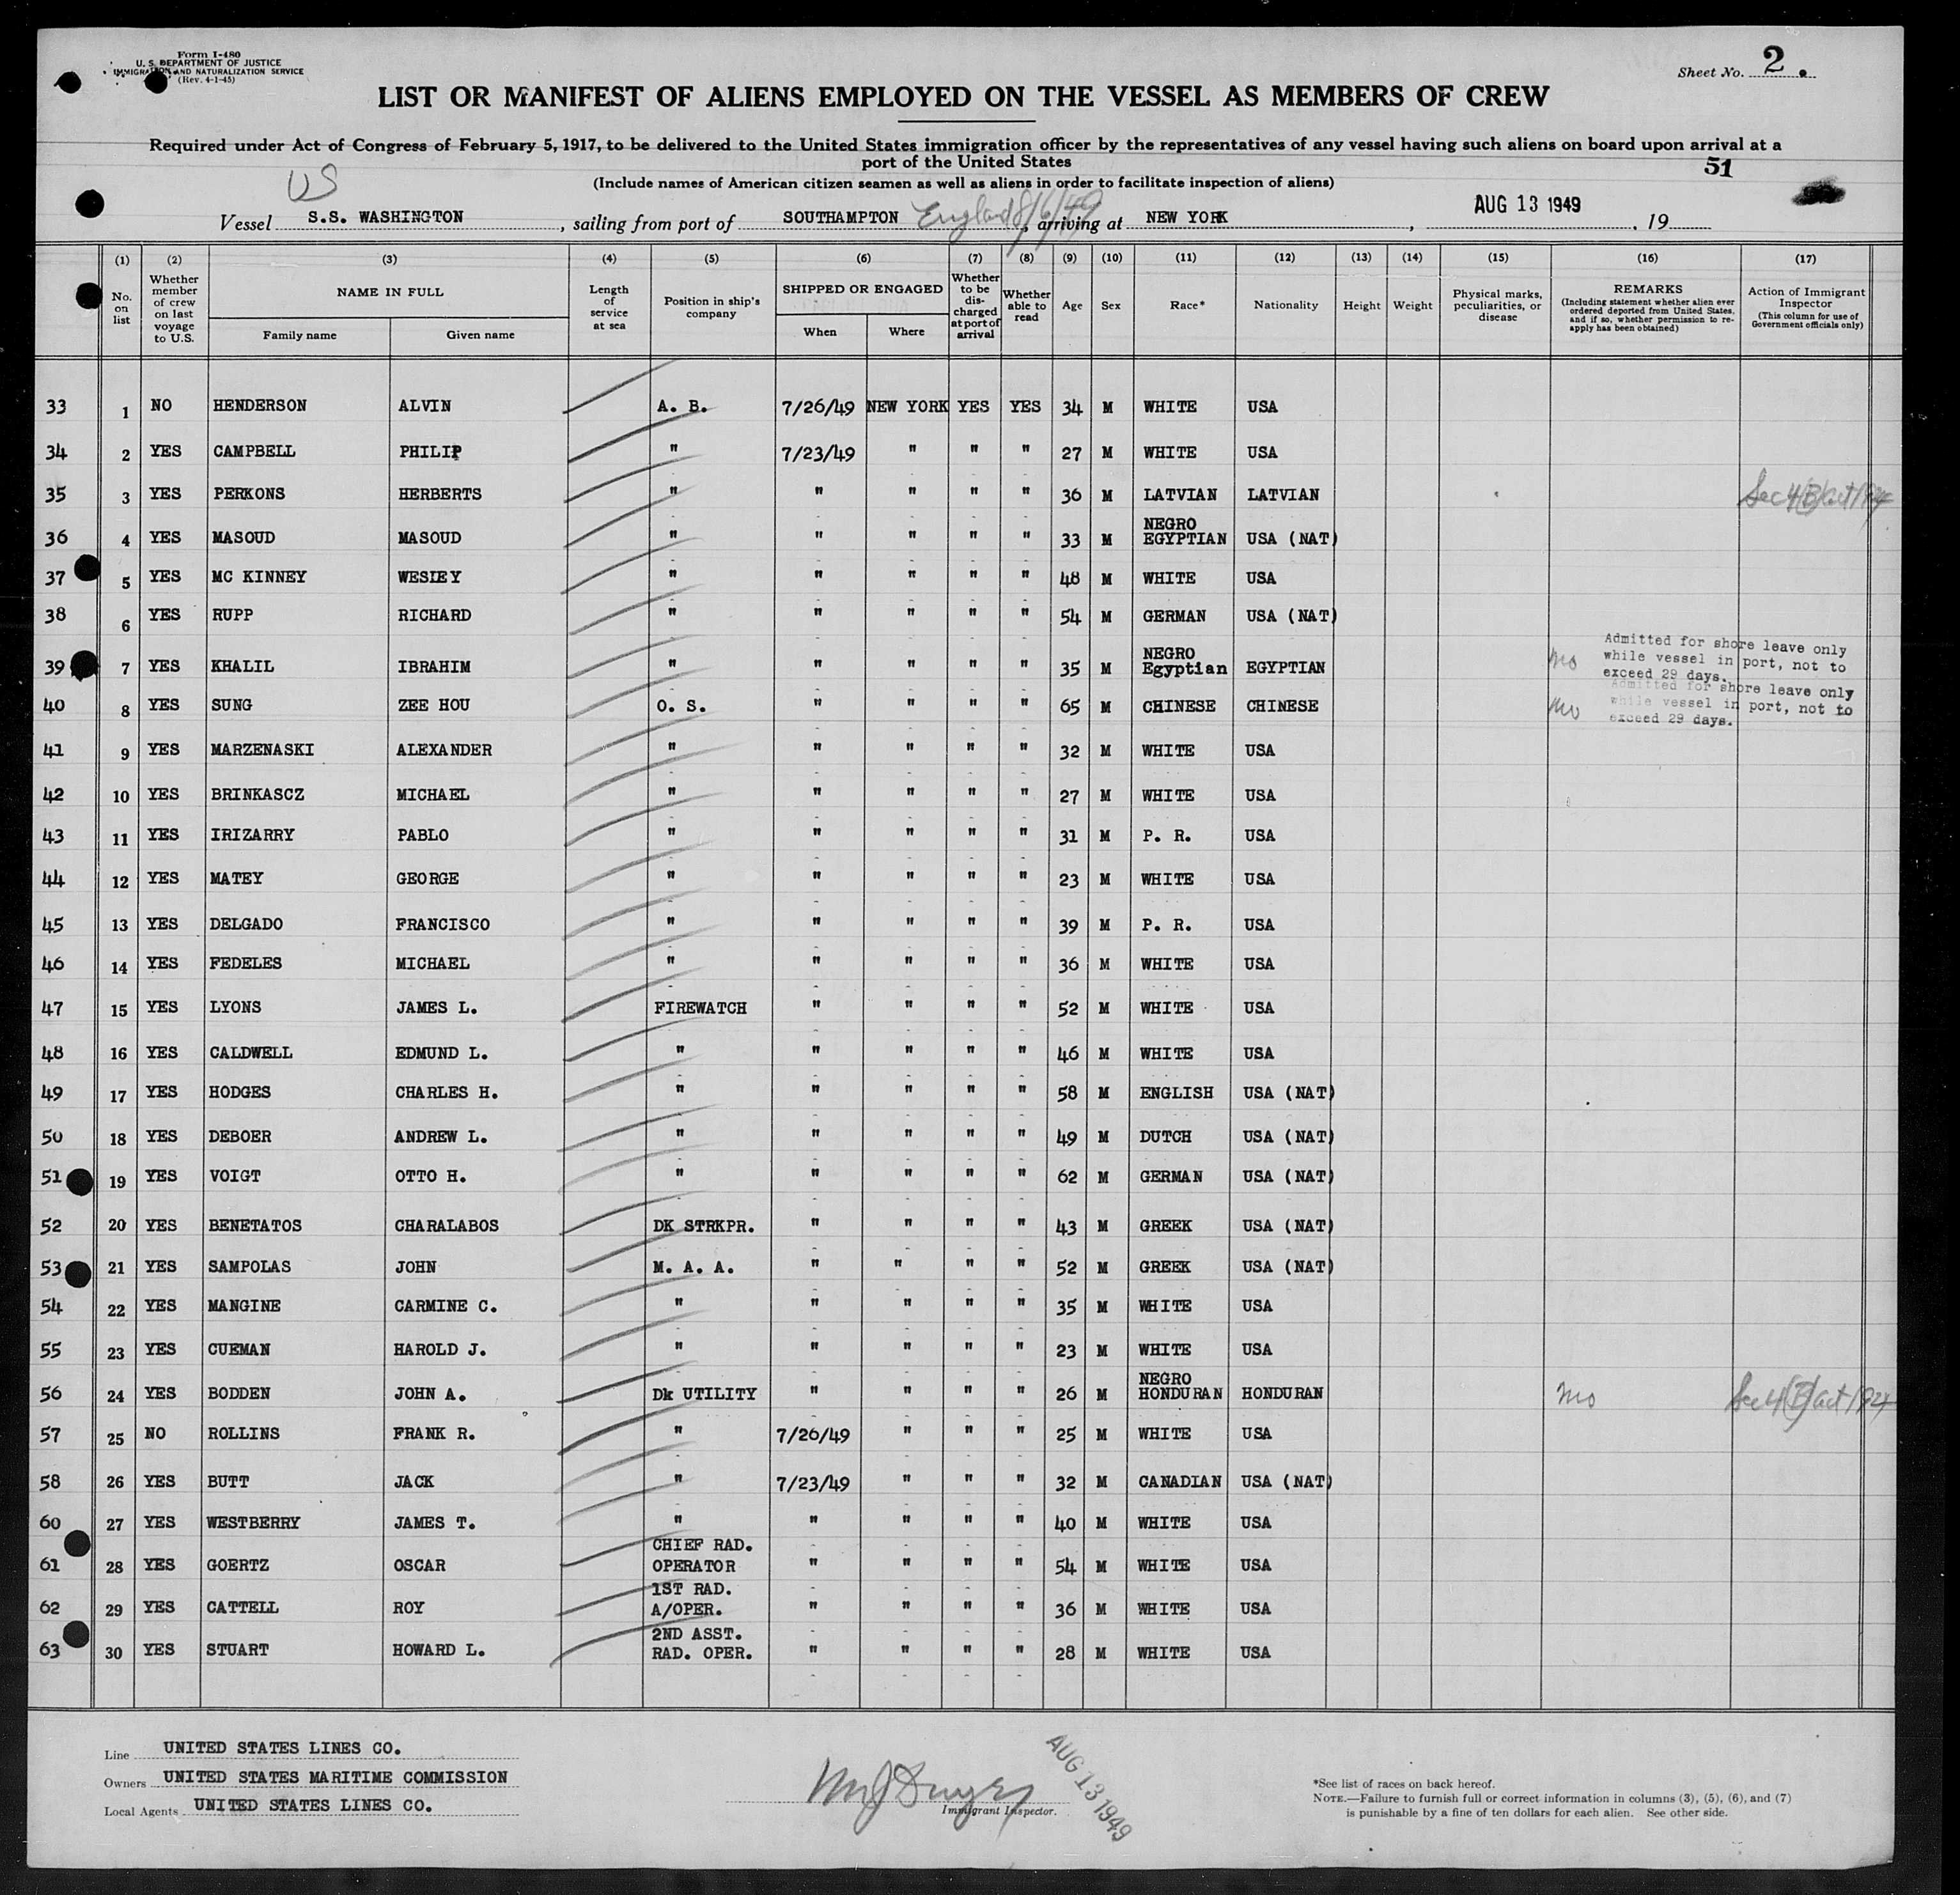 Form I-480
U. S. DEPARTMENT OF JUSTICE
IMMIGRATION AND NATURALIZATION SERVICE
(Rev. 4-1-45)
Sheet No. 2.
LIST OR MANIFEST OF ALIENS EMPLOYED ON THE VESSEL AS MEMBERS OF CREW
Required under Act of Congress of February 5, 1917, to be delivered to the United States immigration officer by the representatives of any vessel having such aliens on board upon arrival at a
port of the United States
51
(Include names of American citizen seamen as well as aliens in order to facilitate inspection of aliens)
US
Vessel S.S. WASHINGTON, sailing from port of SOUTHAMPTON England 8/6/49, arriving at NEW YORK, AUG 13 1949, 19
(1) (2) (3) (4) (5) (6) (7) (8) (9) (10) (11) (12) (13) (14) (15) (16) (17)
No. on list
Whether member of crew on last voyage to U.S.
NAME IN FULL
Family name
Given name
Length of service at sea
Position in ship's company
SHIPPED OR ENGAGED
When
Where
Whether to be discharged at port of arrival
Whether able to read
Age
Sex
Race*
Nationality
Height
Weight
Physical marks, peculiarities, or disease
REMARKS
(Including statement whether alien ever ordered deported from United States, and if so, whether permission to re-apply has been obtained)
Action of Immigrant Inspector
(This column for use of Government officials only)
33 1 NO HENDERSON ALVIN A. B. 7/26/49 NEW YORK YES YES 34 M WHITE USA
34 2 YES CAMPBELL PHILIP " 7/23/49 " " " 27 M WHITE USA
35 3 YES PERKONS HERBERTS " " " " " 36 M LATVIAN LATVIAN Sec 4(B) act 1924
36 4 YES MASOUD MASOUD " " " " " 33 M NEGRO EGYPTIAN USA (NAT)
37 5 YES MC KINNEY WESLEY " " " " " 48 M WHITE USA
38 6 YES RUPP RICHARD " " " " " 54 M GERMAN USA (NAT)
39 7 YES KHALIL IBRAHIM " " " " " 35 M NEGRO Egyptian EGYPTIAN no Admitted for shore leave only while vessel in port, not to exceed 29 days.
40 8 YES SUNG ZEE HOU O. S. " " " " 65 M CHINESE CHINESE no Admitted for shore leave only while vessel in port, not to exceed 29 days.
41 9 YES MARZENASKI ALEXANDER " " " " " 32 M WHITE USA
42 10 YES BRINKASCZ MICHAEL " " " " " 27 M WHITE USA
43 11 YES IRIZARRY PABLO " " " " " 31 M P. R. USA
44 12 YES MATEY GEORGE " " " " " 23 M WHITE USA
45 13 YES DELGADO FRANCISCO " " " " " 39 M P. R. USA
46 14 YES FEDELES MICHAEL " " " " " 36 M WHITE USA
47 15 YES LYONS JAMES L. FIREWATCH " " " " 52 M WHITE USA
48 16 YES CALDWELL EDMUND L. " " " " " 46 M WHITE USA
49 17 YES HODGES CHARLES H. " " " " " 58 M ENGLISH USA (NAT)
50 18 YES DEBOER ANDREW L. " " " " " 49 M DUTCH USA (NAT)
51 19 YES VOIGT OTTO H. " " " " " 62 M GERMAN USA (NAT)
52 20 YES BENETATOS CHARALABOS DK STRKPR. " " " " 43 M GREEK USA (NAT)
53 21 YES SAMPOLAS JOHN M. A. A. " " " " 52 M GREEK USA (NAT)
54 22 YES MANGINE CARMINE C. " " " " " 35 M WHITE USA
55 23 YES CUEMAN HAROLD J. " " " " " 23 M WHITE USA
56 24 YES BODDEN JOHN A. Dk UTILITY " " " " 26 M NEGRO HONDURAN HONDURAN no Sec 4(B) act 1924
57 25 NO ROLLINS FRANK R. " 7/26/49 " " " 25 M WHITE USA
58 26 YES BUTT JACK " 7/23/49 " " " 32 M CANADIAN USA (NAT)
60 27 YES WESTBERRY JAMES T. " " " " " 40 M WHITE USA
61 28 YES GOERTZ OSCAR CHIEF RAD. OPERATOR " " " " 54 M WHITE USA
62 29 YES CATTELL ROY 1ST RAD. A/OPER. " " " " 36 M WHITE USA
63 30 YES STUART HOWARD L. 2ND ASST. RAD. OPER. " " " " 28 M WHITE USA
Line UNITED STATES LINES CO.
Owners UNITED STATES MARITIME COMMISSION
Local Agents UNITED STATES LINES CO.
Immigrant Inspector.
AUG 13 1949
*See list of races on back hereof.
NOTE.—Failure to furnish full or correct information in columns (3), (5), (6), and (7)
is punishable by a fine of ten dollars for each alien. See other side.